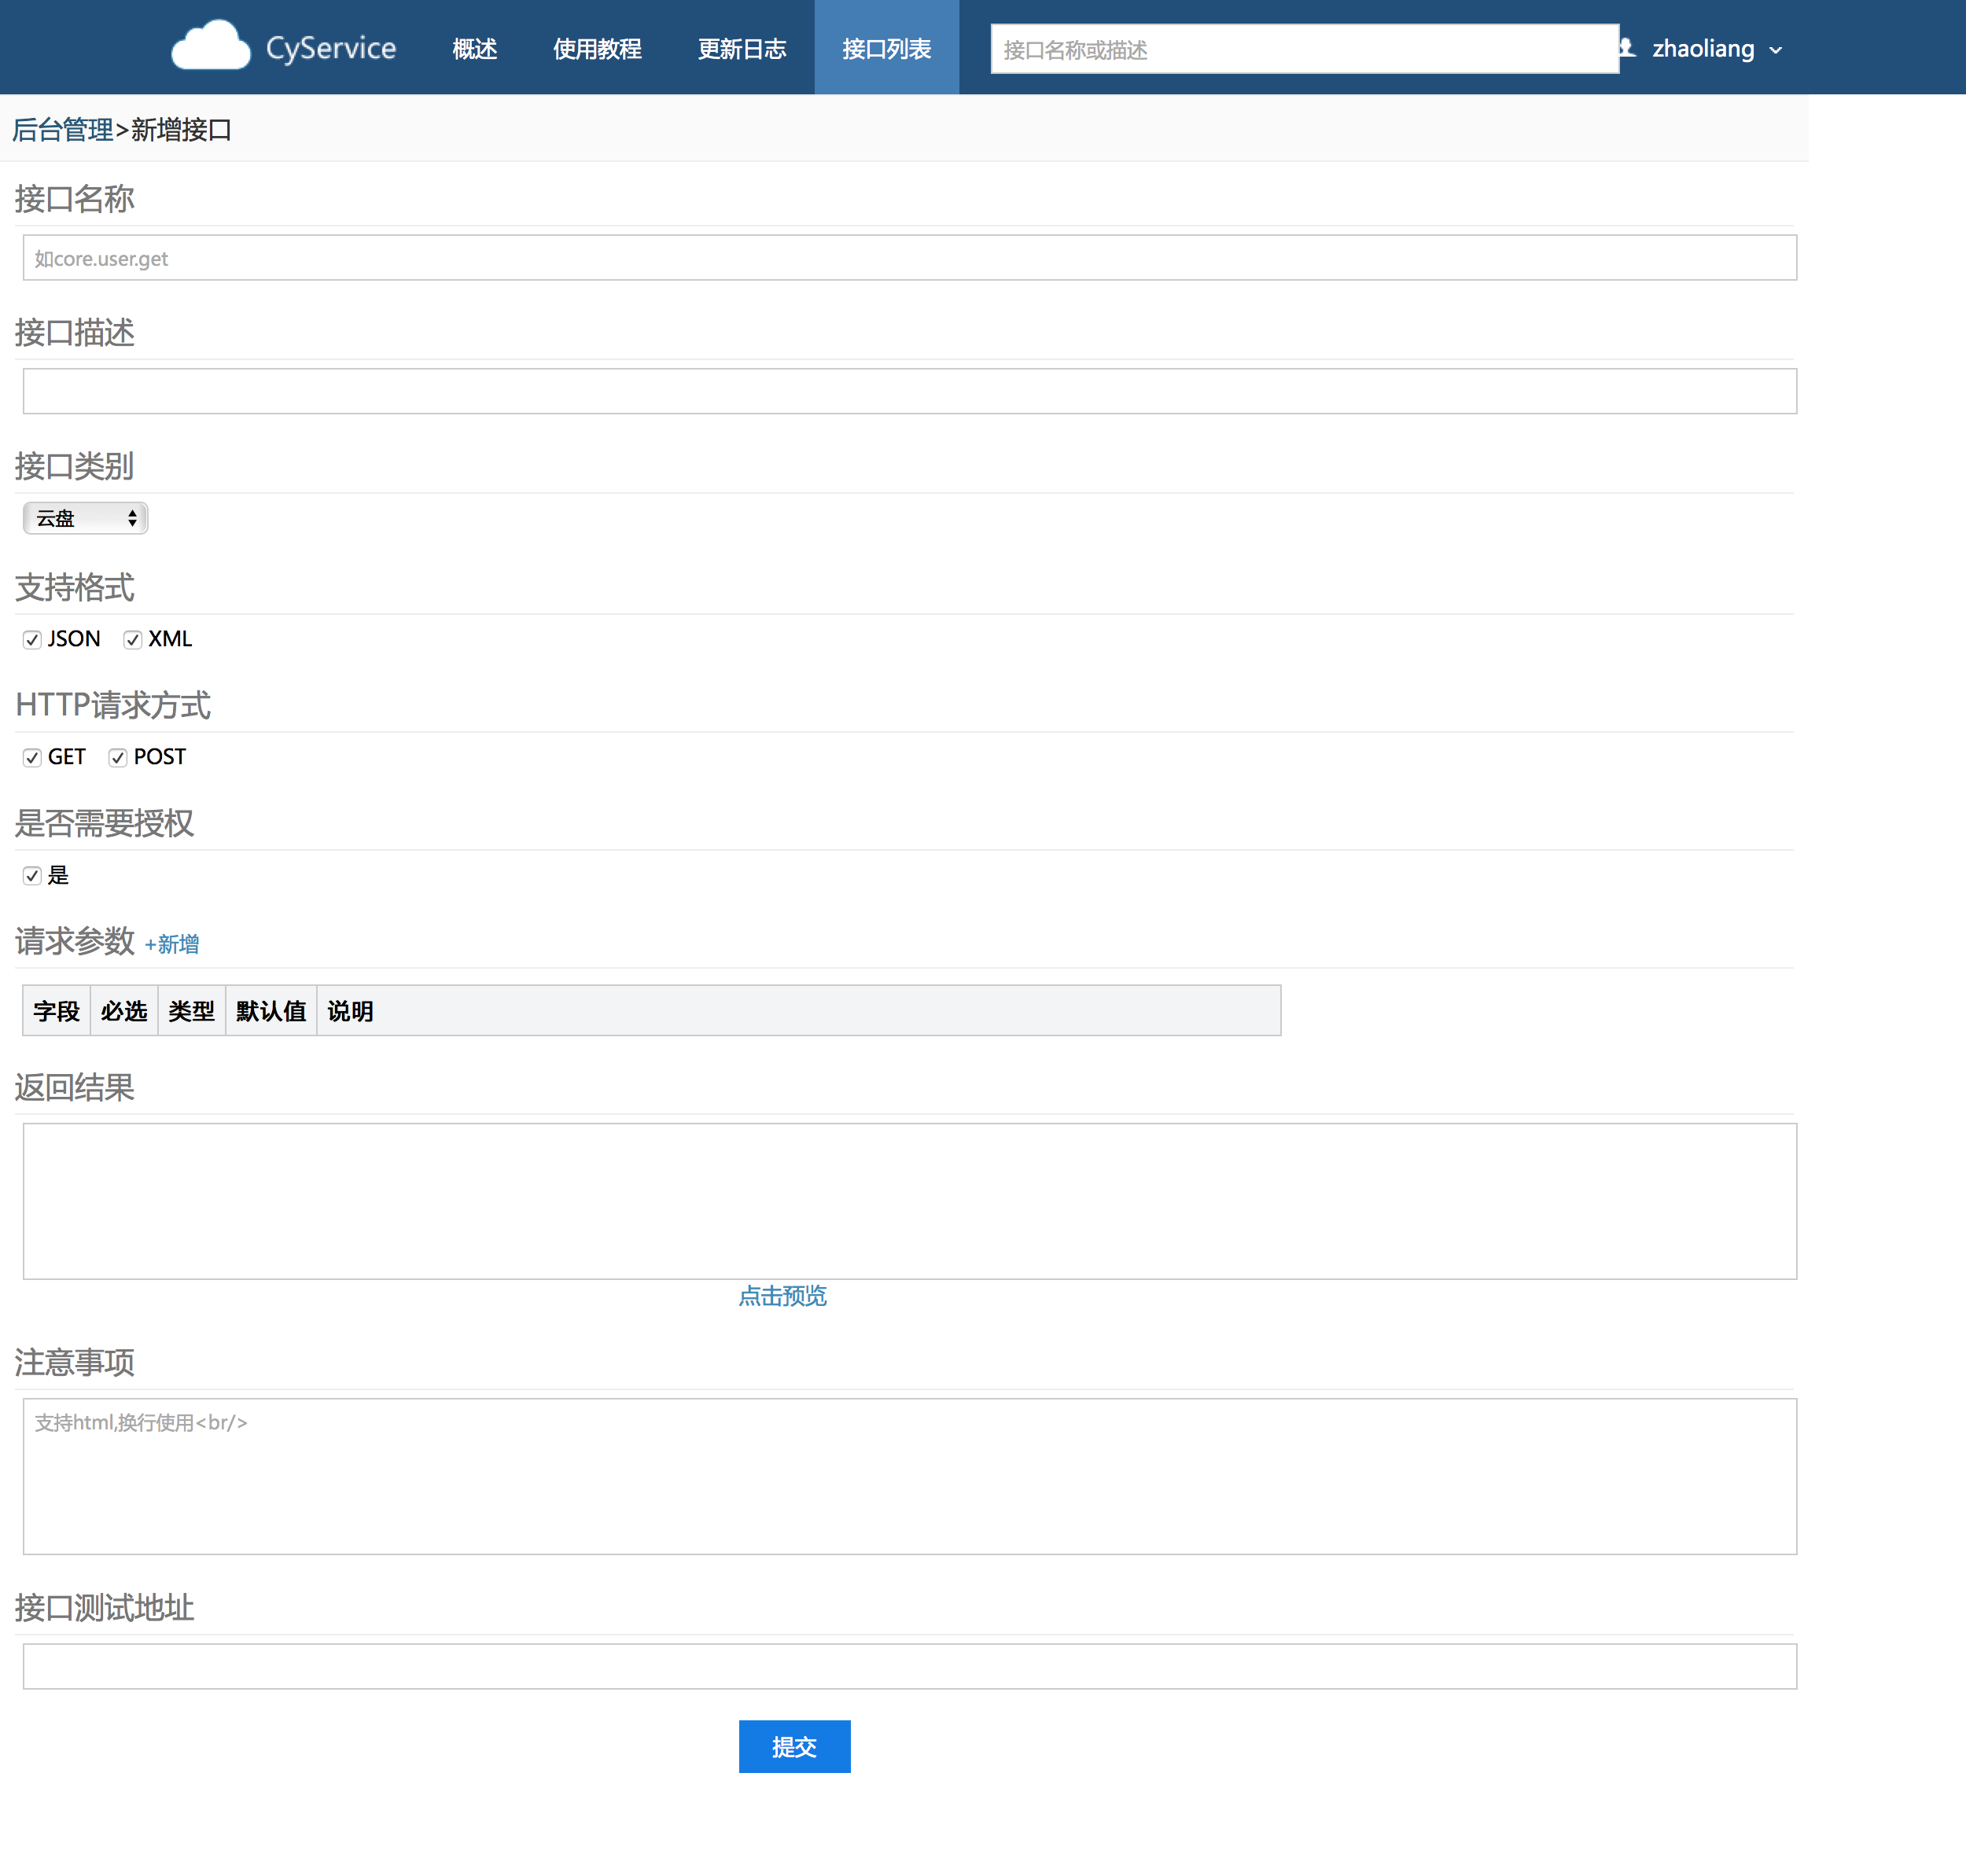 CyService 概述 使用教程 更新日志 接口列表 接口名称或描述 zhaoliang
后台管理>新增接口
接口名称
如core.user.get
接口描述
接口类别
云盘
支持格式
JSON XML
HTTP请求方式
GET POST
是否需要授权
是
请求参数 +新增
字段 必选 类型 默认值 说明
返回结果
点击预览
注意事项
支持html,换行使用<br/>
接口测试地址
提交